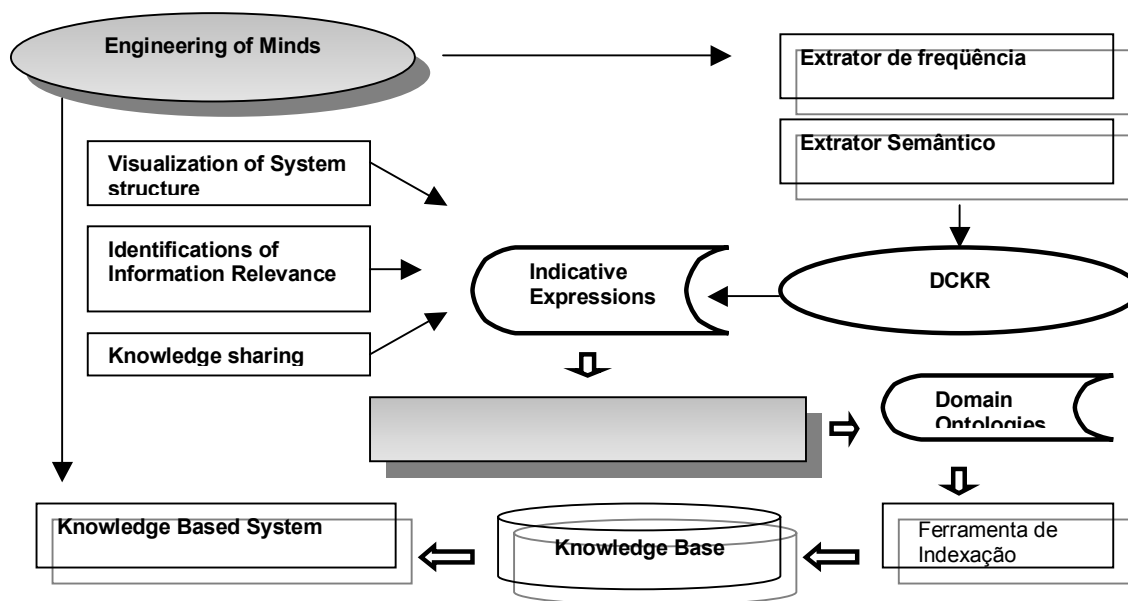 Engineering of Minds
Extrator de freqüência
Extrator Semântico
Visualization of System
structure
Identifications of
Information Relevance
Knowledge sharing
Indicative
Expressions
DCKR
Domain
Ontologies
Knowledge Based System
Knowledge Base
Ferramenta de
Indexação